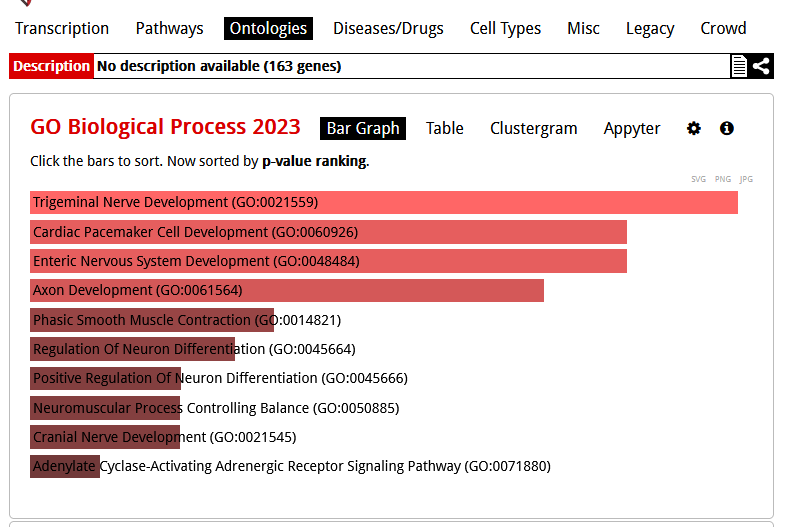 Transcription Pathways Ontologies Diseases/Drugs Cell Types Misc Legacy Crowd
Description No description available (163 genes)
GO Biological Process 2023 Bar Graph Table Clustergram Appyter
Click the bars to sort. Now sorted by p-value ranking.
SVG PNG JPG
Trigeminal Nerve Development (GO:0021559)
Cardiac Pacemaker Cell Development (GO:0060926)
Enteric Nervous System Development (GO:0048484)
Axon Development (GO:0061564)
Phasic Smooth Muscle Contraction (GO:0014821)
Regulation Of Neuron Differentiation (GO:0045664)
Positive Regulation Of Neuron Differentiation (GO:0045666)
Neuromuscular Process Controlling Balance (GO:0050885)
Cranial Nerve Development (GO:0021545)
Adenylate Cyclase-Activating Adrenergic Receptor Signaling Pathway (GO:0071880)